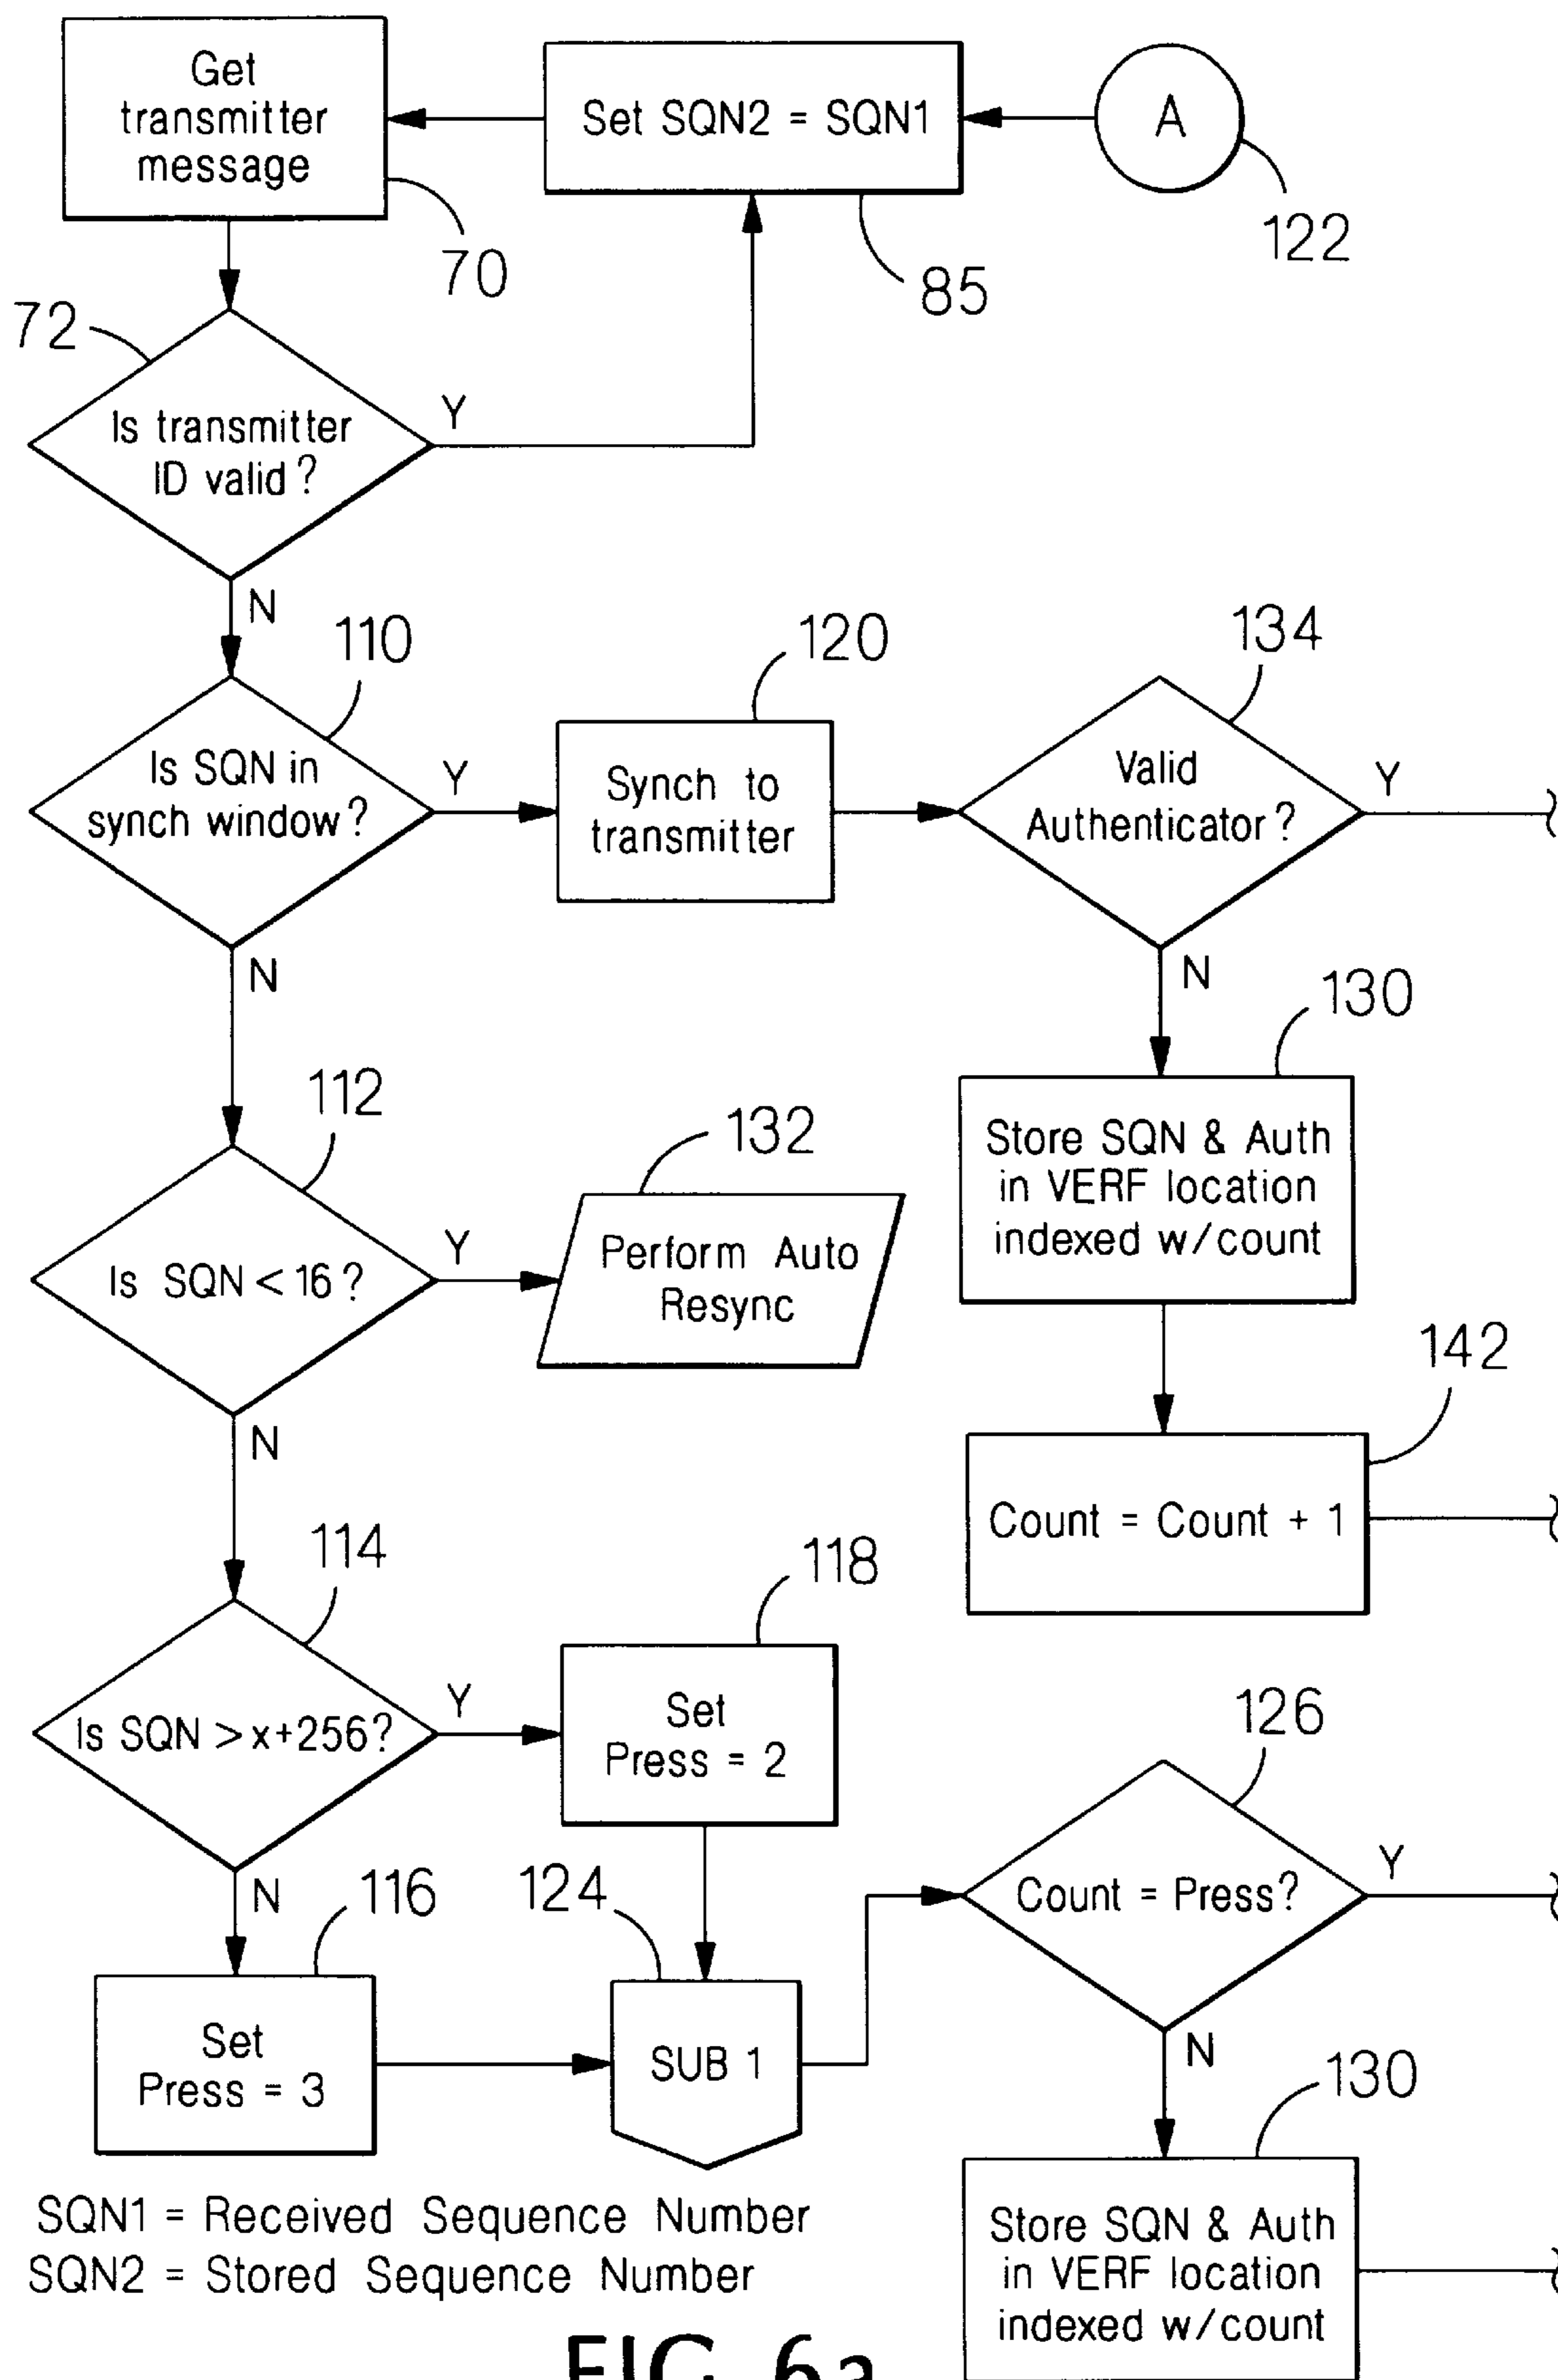 Get
transmitter
message
70
Set SQN2 = SQN1
85
A
122
72
Is transmitter
ID valid?
Y
N
110
Is SQN in
synch window?
Y
N
120
Synch to
transmitter
134
Valid
Authenticator?
Y
N
130
Store SQN & Auth
in VERF location
indexed w/count
112
Is SQN < 16?
Y
N
132
Perform Auto
Resync
142
Count = Count + 1
114
Is SQN > x+256?
Y
N
118
Set
Press = 2
116
Set
Press = 3
124
SUB 1
126
Count = Press?
Y
N
130
Store SQN & Auth
in VERF location
indexed w/count
SQN1 = Received Sequence Number
SQN2 = Stored Sequence Number
FIG. 6a